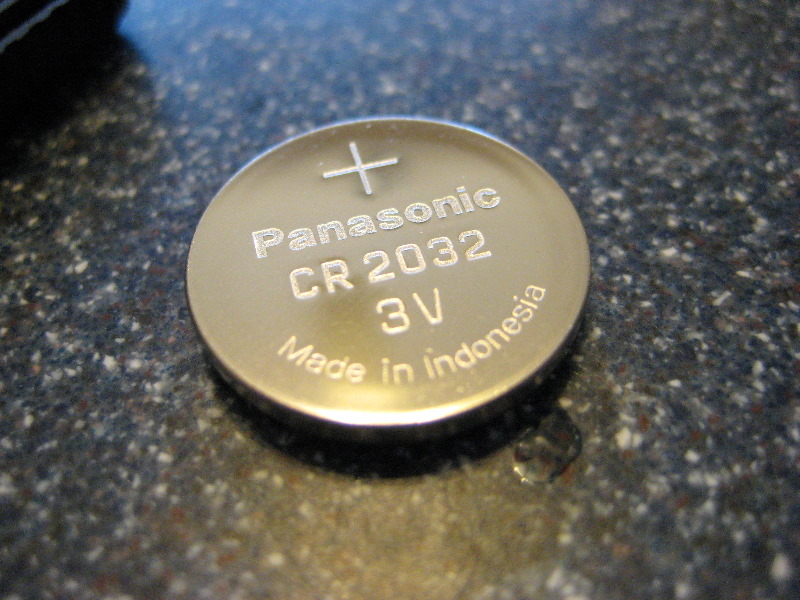 +
Panasonic
CR 2032
3V
Made in Indonesia